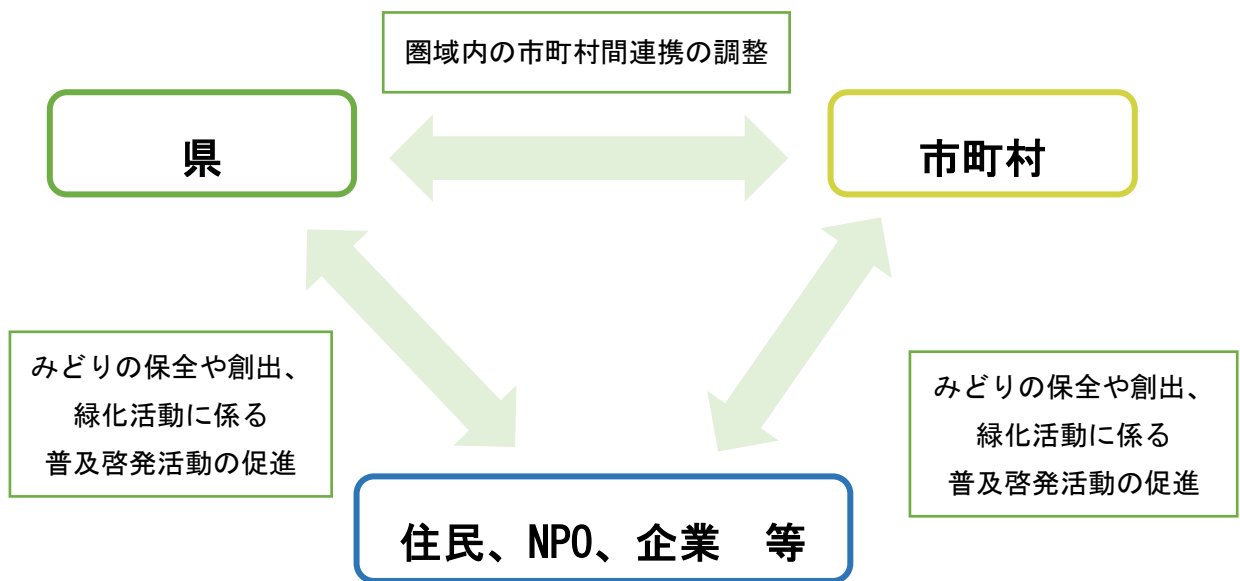 圏域内の市町村間連携の調整
県
市町村
みどりの保全や創出、
緑化活動に係る
普及啓発活動の促進
みどりの保全や創出、
緑化活動に係る
普及啓発活動の促進
住民、NPO、企業　等